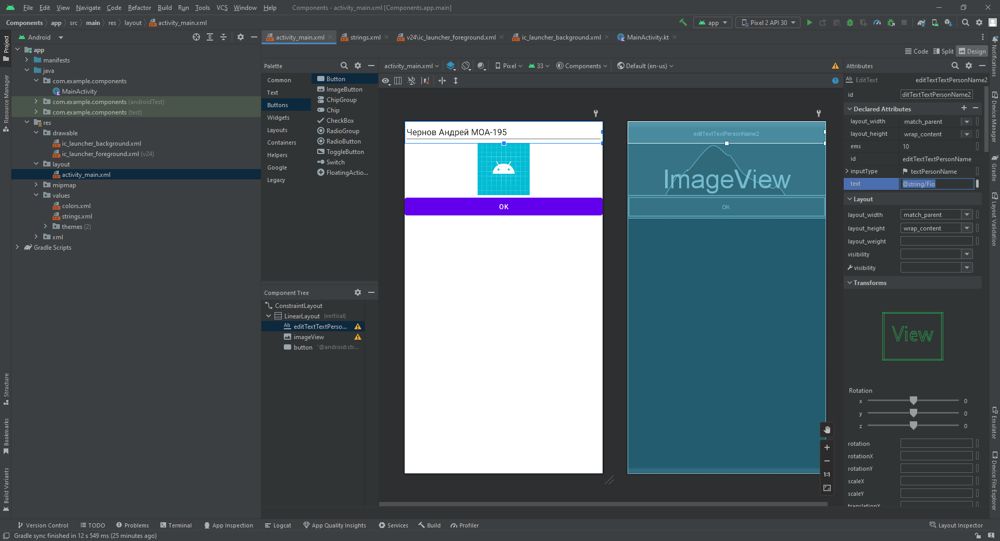 File Edit View Navigate Code Refactor Build Run Tools VCS Window Help Components - activity_main.xml [Components.app.main]
Components app src main res layout activity_main.xml
app Pixel 2 API 30
Project
Resource Manager
Structure
Bookmarks
Build Variants
Android
app
manifests
java
com.example.components
MainActivity
com.example.components (androidTest)
com.example.components (test)
res
drawable
ic_launcher_background.xml
ic_launcher_foreground.xml (v24)
layout
activity_main.xml
mipmap
values
colors.xml
strings.xml
themes (2)
xml
Gradle Scripts
activity_main.xml strings.xml v24\ic_launcher_foreground.xml ic_launcher_background.xml MainActivity.kt
Code Split Design
Palette
Common
Text
Buttons
Widgets
Layouts
Containers
Helpers
Google
Legacy
Button
ImageButton
ChipGroup
Chip
CheckBox
RadioGroup
RadioButton
ToggleButton
Switch
FloatingActio...
Component Tree
ConstraintLayout
LinearLayout (vertical)
Ab editTextTextPerso...
imageView
button "@android:str...
activity_main.xml Pixel 33 Components Default (en-us)
Чернов Андрей МОА-195
OK
editTextTextPersonName2
ImageView
OK
1:1
Attributes
Ab EditText editTextTextPersonName2
id ditTextTextPersonName2
Declared Attributes
layout_width match_parent
layout_height wrap_content
ems 10
id editTextTextPersonName
inputType textPersonName
text @string/Fio
Layout
layout_width match_parent
layout_height wrap_content
layout_weight
visibility
visibility
Transforms
View
Rotation
x 0
y 0
z 0
rotation
rotationX
rotationY
scaleX
scaleY
translationX
Notifications
Device Manager
Gradle
Layout Validation
Emulator
Device File Explorer
Version Control TODO Problems Terminal App Inspection Logcat App Quality Insights Services Build Profiler Layout Inspector
Gradle sync finished in 12 s 549 ms (25 minutes ago)